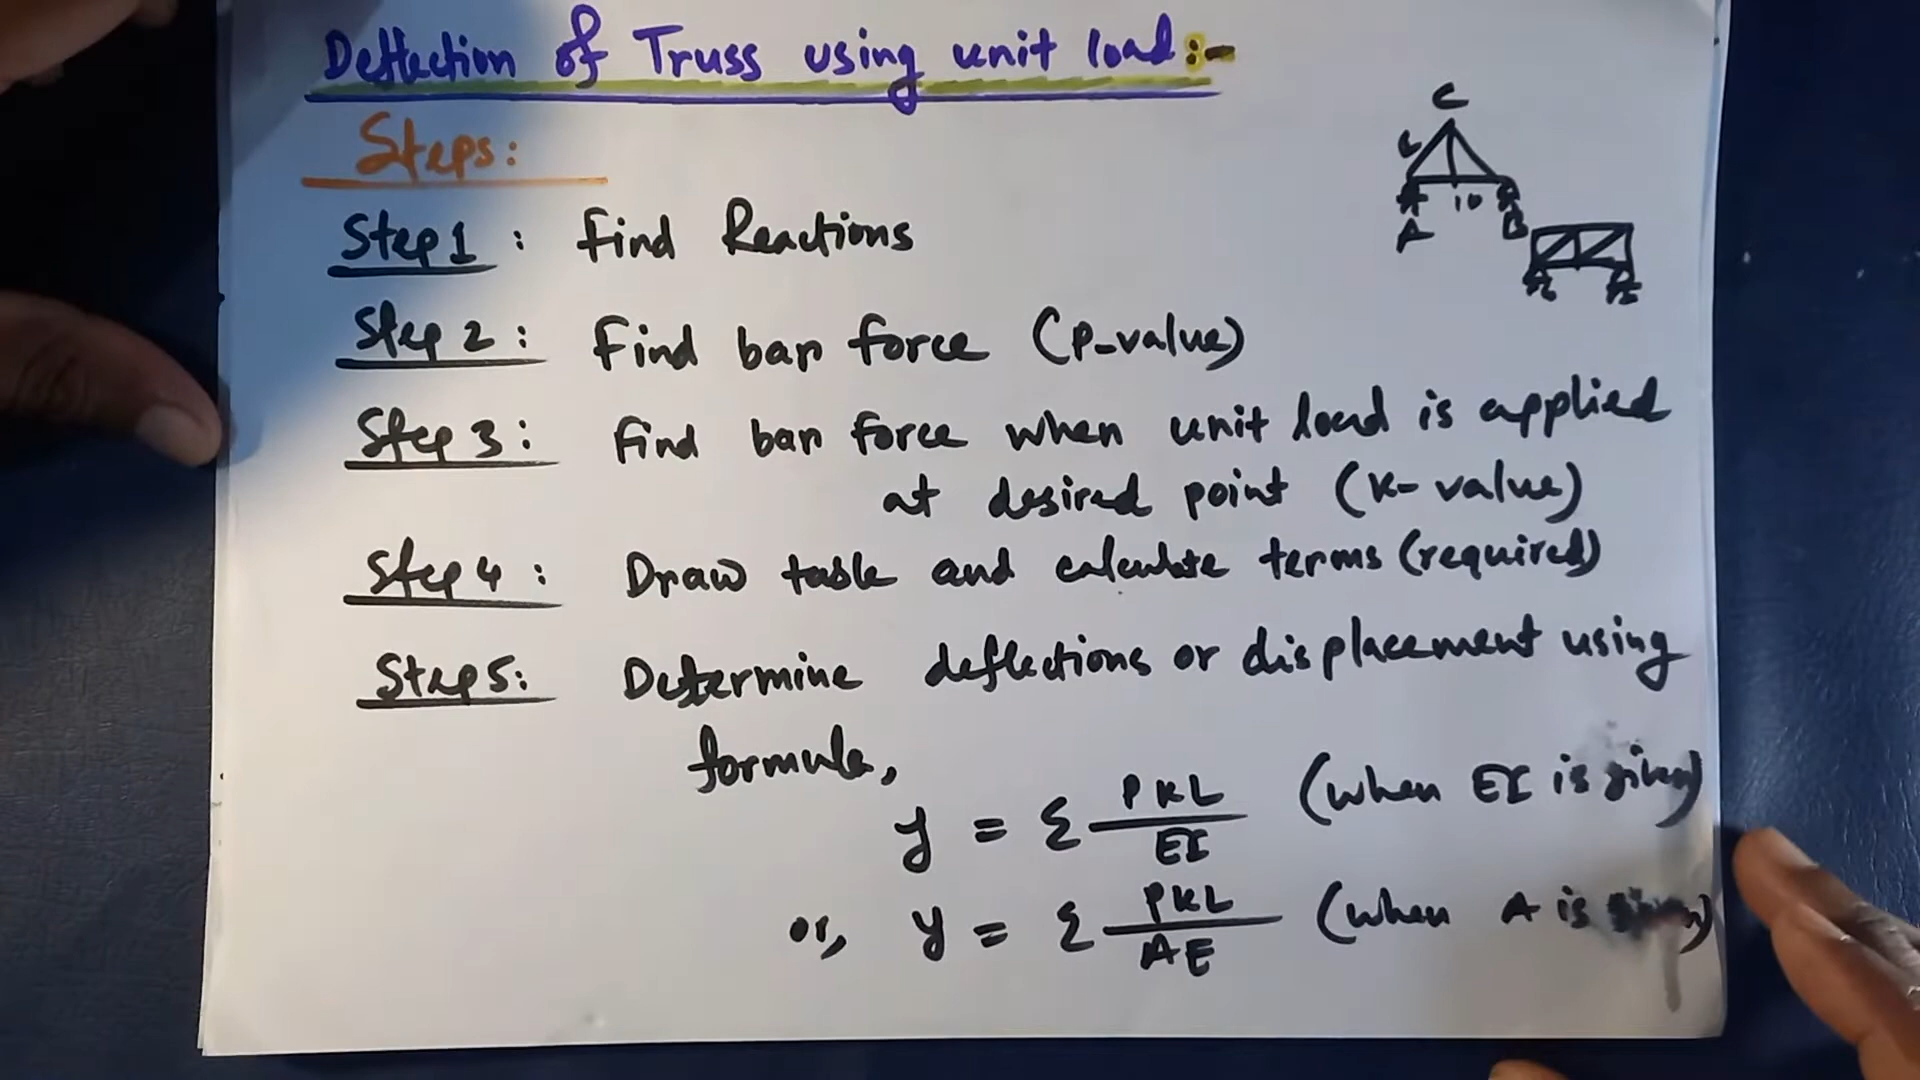 Deflection of Truss using unit load:-
Steps:
Step 1 : Find Reactions
Step 2 : Find bar force (P-value)
Step 3 : Find bar force when unit load is applied
at desired point (K-value)
Step 4 : Draw table and calculate terms (required)
Step 5: Determine deflections or displacement using
formula,
y = Σ PKL/EI (when EI is given)
or, y = Σ PKL/AE (when A is given)
C
L
10
A
B